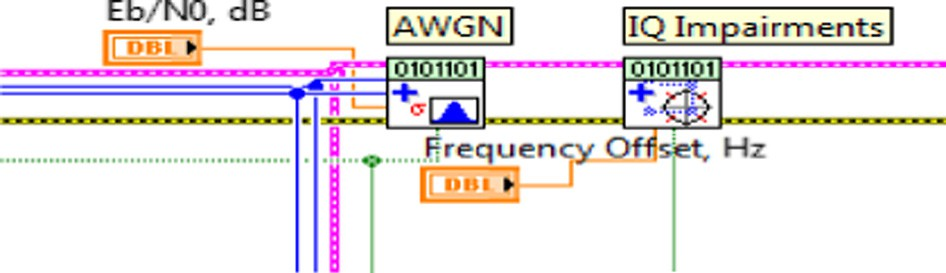 Eb/N0, dB
AWGN
IQ Impairments
DBL
0101101
0101101
σ
Frequency Offset, Hz
DBL